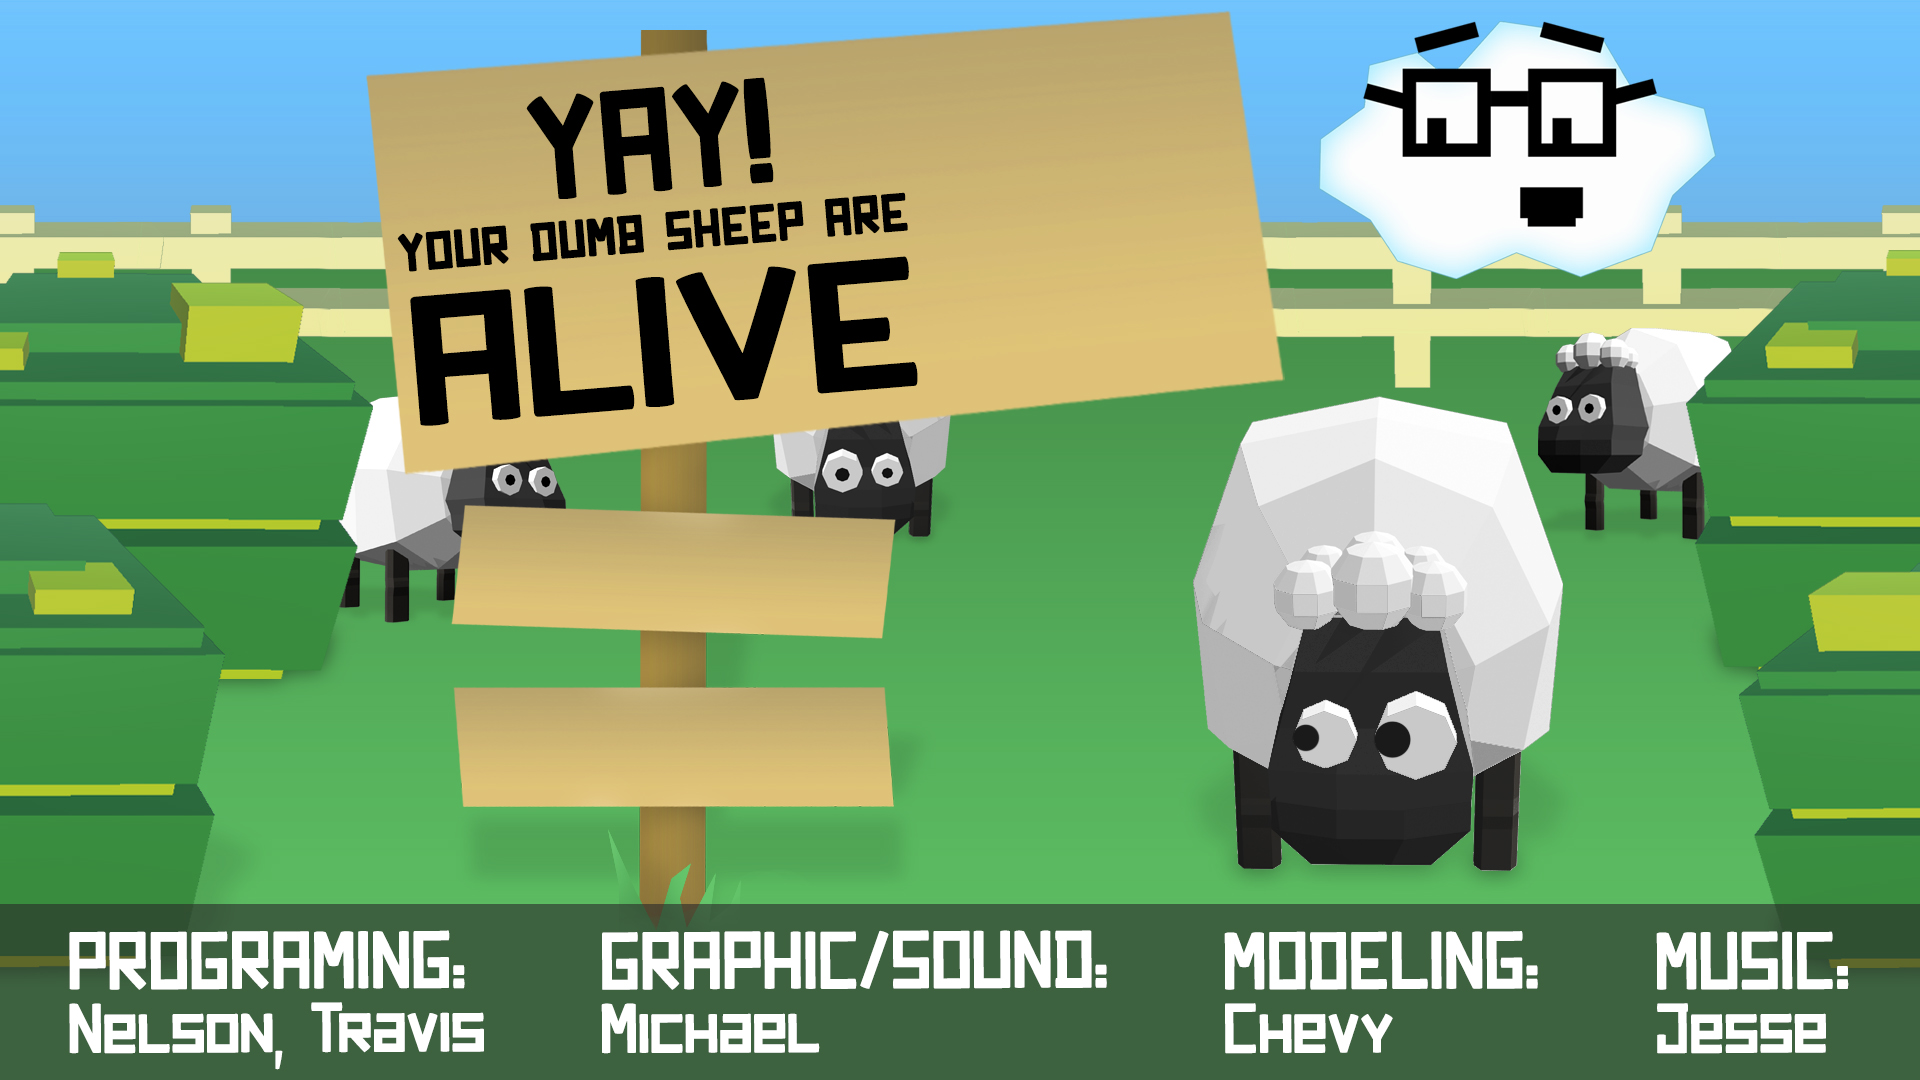 YAY!
YOUR DUMB SHEEP ARE
ALIVE
PROGRAMING:
Nelson, Travis
GRAPHIC/SOUND:
Michael
MODELING:
Chevy
MUSIC:
Jesse